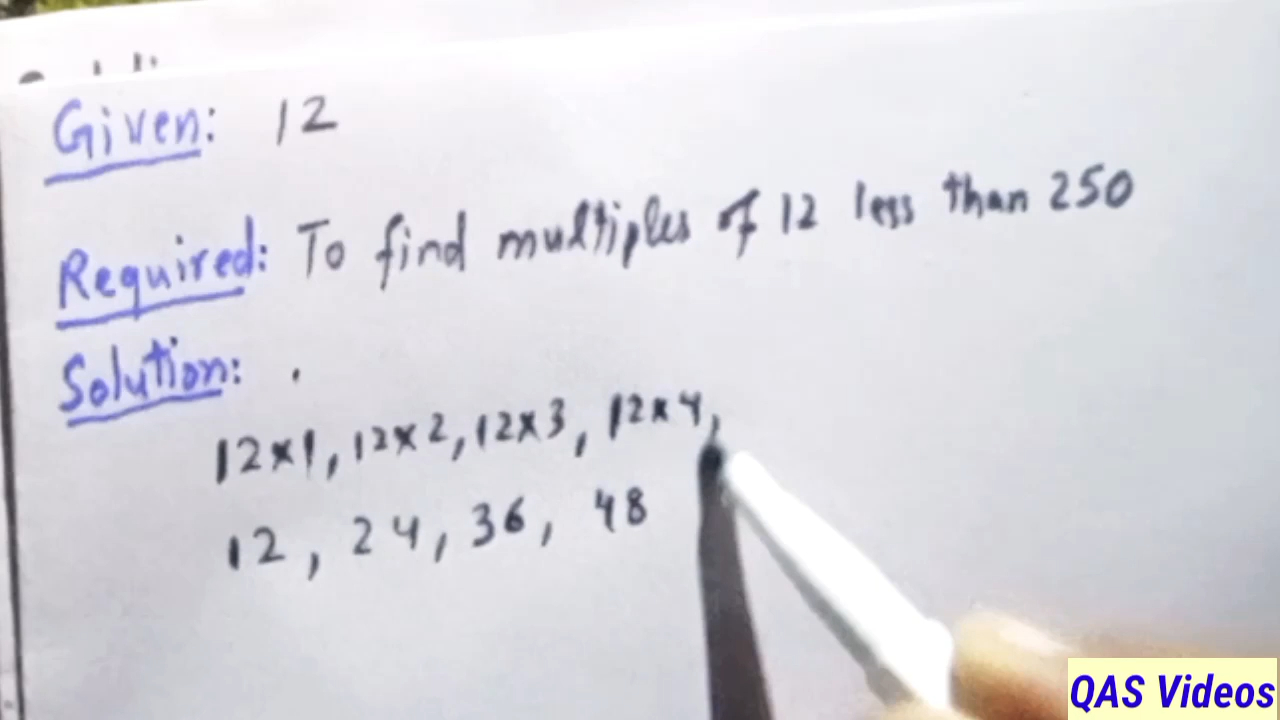 Given: 12
Required: To find multiples of 12 less than 250
Solution: .
12×1, 12×2, 12×3, 12×4,
12, 24, 36, 48
QAS Videos